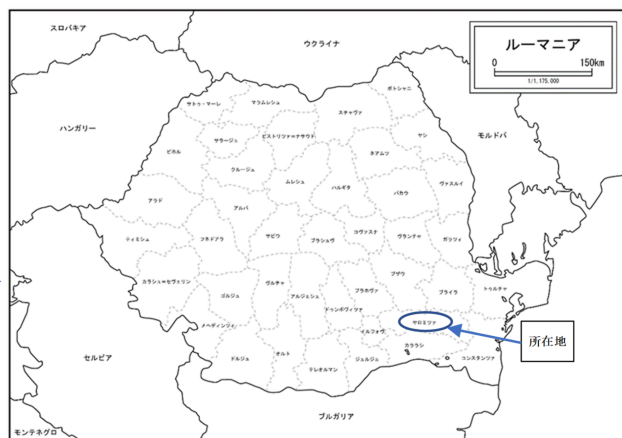 スロバキア
ウクライナ
ルーマニア
0 150km
1/1,175,000
ボトシャニ
サトゥ・マーレ
マラムレシュ
スチャヴァ
ハンガリー
モルドバ
ビストリツァ=ナサウド
ヤシ
サラージュ
ネアムツ
ビホル
クルージュ
ムレシュ
ハルギタ
バカウ
ヴァスルイ
アラド
アルバ
コヴァスナ
ティミシュ
フネドアラ
シビウ
ブラショヴ
ヴランチャ
ガラツィ
カラシュ=セヴェリン
ゴルジュ
ヴルチャ
アルジェシュ
プラホヴァ
ブザウ
ブライラ
トゥルチャ
ドゥンボヴィツァ
メヘディンツィ
イルフォヴ
ヤロミツァ
所在地
セルビア
ドルジュ
オルト
テレオルマン
ジュルジュ
カララシ
コンスタンツァ
ブルガリア
モンテネグロ